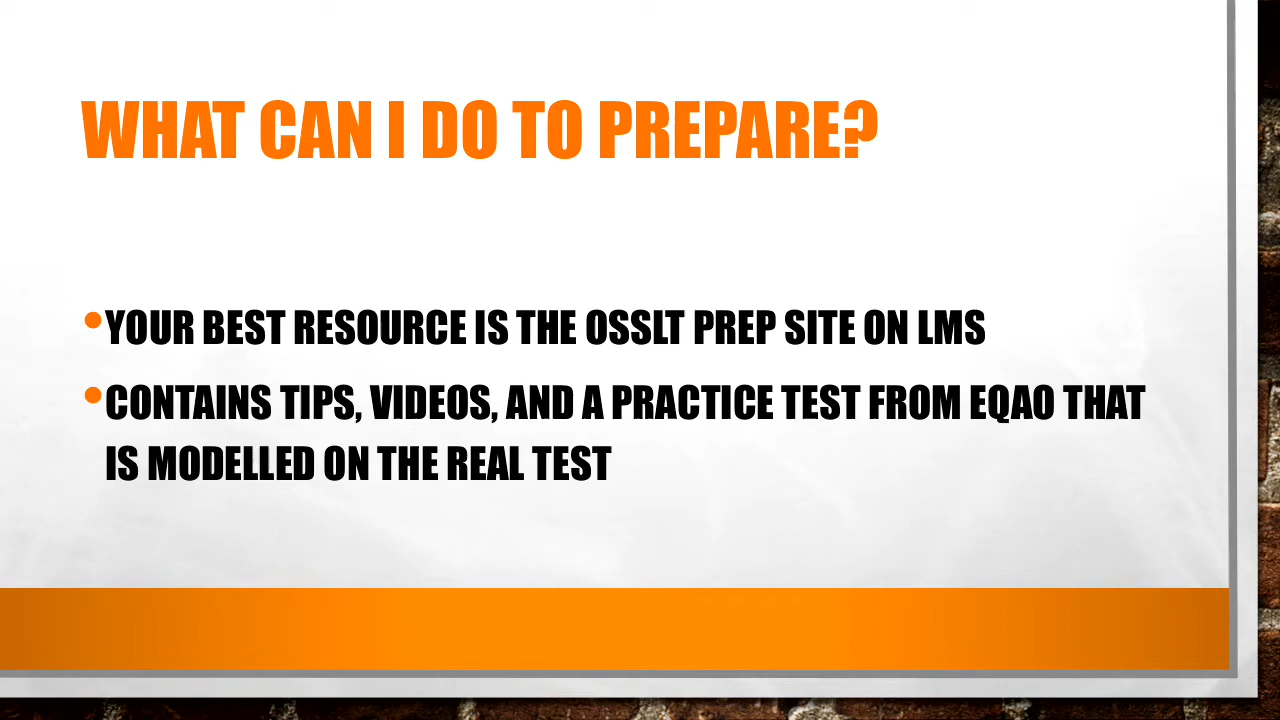 WHAT CAN I DO TO PREPARE?
•YOUR BEST RESOURCE IS THE OSSLT PREP SITE ON LMS
•CONTAINS TIPS, VIDEOS, AND A PRACTICE TEST FROM EQAO THAT
IS MODELLED ON THE REAL TEST